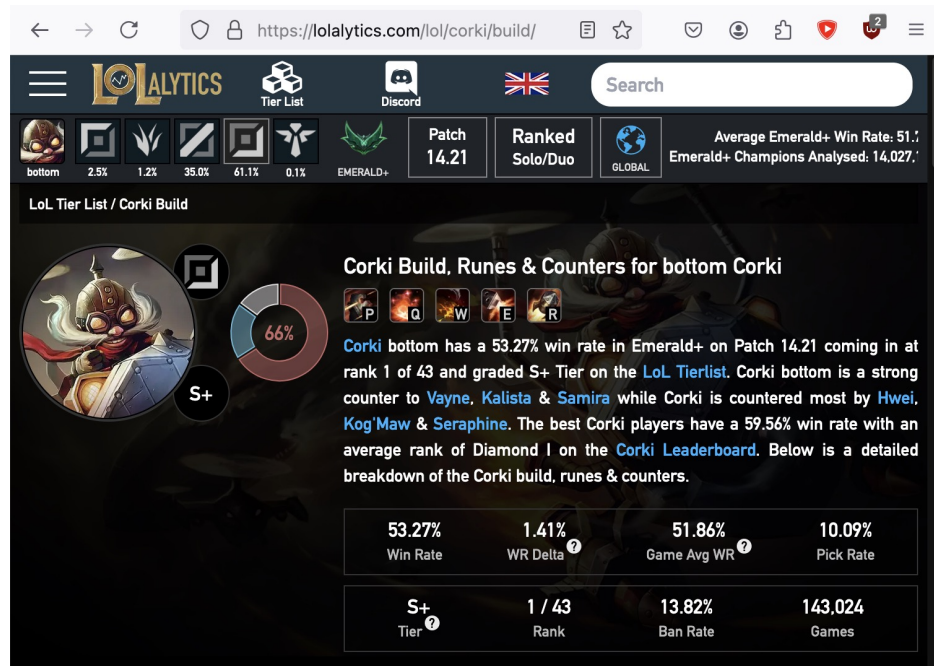 https://lolalytics.com/lol/corki/build/
2
LOLALYTICS
Tier List
Discord
Search
bottom
2.5%
1.2%
35.0%
61.1%
0.1%
EMERALD+
Patch
14.21
Ranked
Solo/Duo
GLOBAL
Average Emerald+ Win Rate: 51.
Emerald+ Champions Analysed: 14,027,
LoL Tier List / Corki Build
66%
S+
Corki Build, Runes & Counters for bottom Corki
P Q W E R
Corki bottom has a 53.27% win rate in Emerald+ on Patch 14.21 coming in at
rank 1 of 43 and graded S+ Tier on the LoL Tierlist. Corki bottom is a strong
counter to Vayne, Kalista & Samira while Corki is countered most by Hwei,
Kog'Maw & Seraphine. The best Corki players have a 59.56% win rate with an
average rank of Diamond I on the Corki Leaderboard. Below is a detailed
breakdown of the Corki build, runes & counters.
53.27%
Win Rate
1.41%
WR Delta ?
51.86%
Game Avg WR ?
10.09%
Pick Rate
S+
Tier ?
1 / 43
Rank
13.82%
Ban Rate
143,024
Games